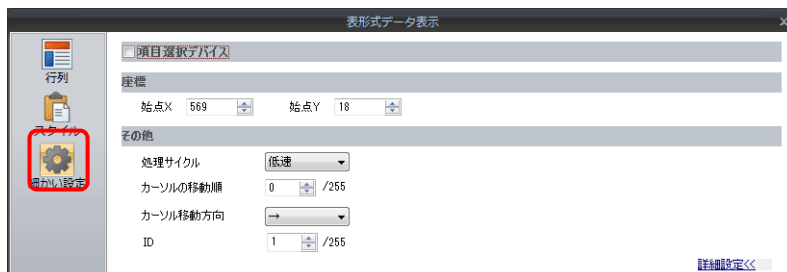 表形式データ表示
行列
スタイル
細かい設定
項目選択デバイス
座標
始点X 569 始点Y 18
その他
処理サイクル 低速
カーソルの移動順 0 /255
カーソル移動方向 →
ID 1 /255
詳細設定<<